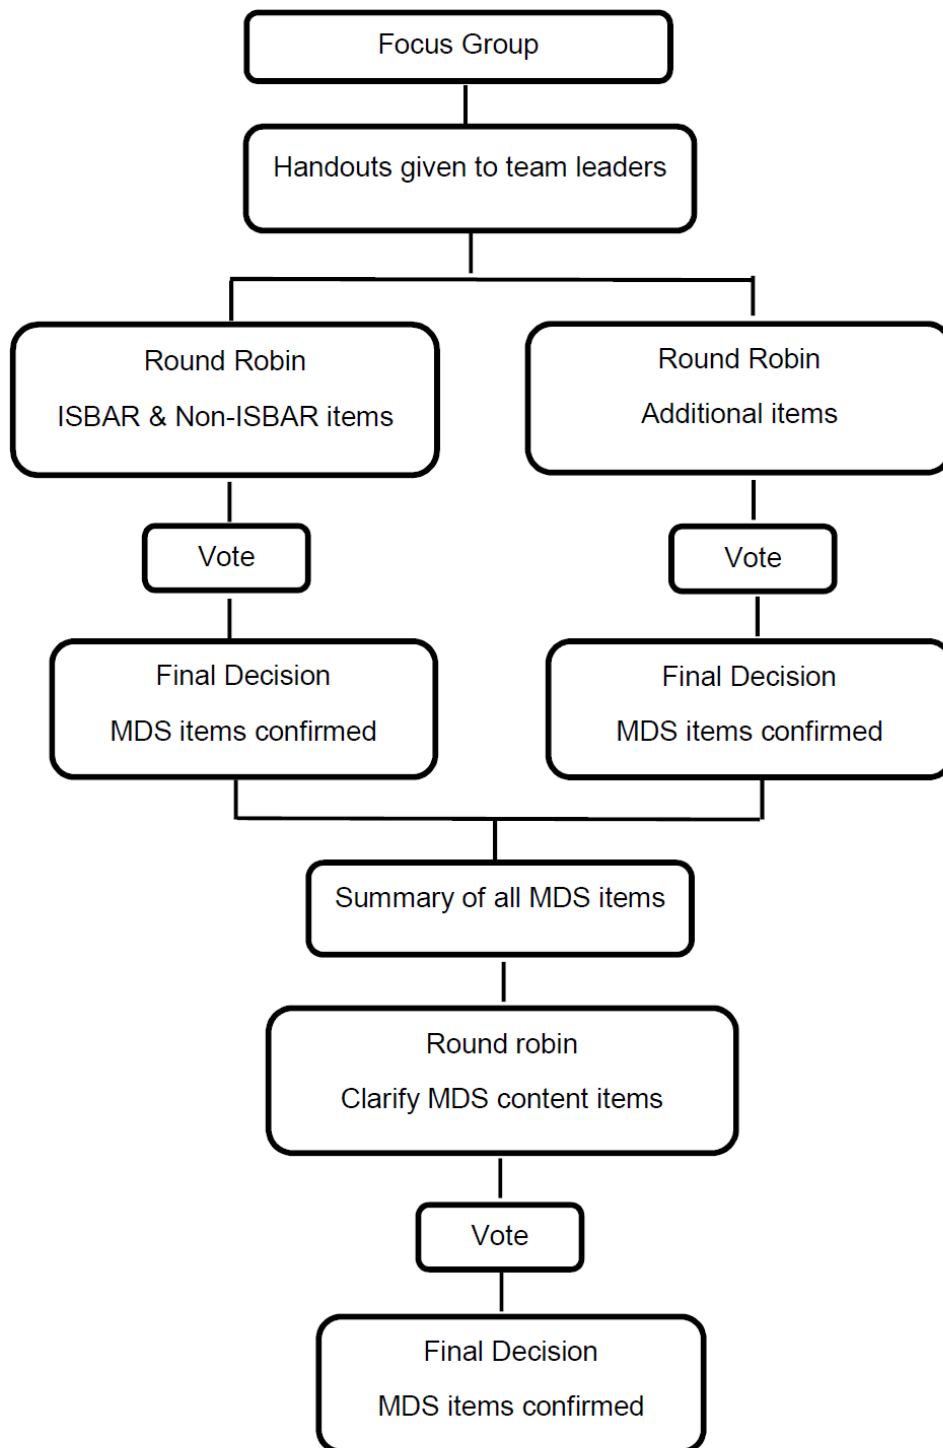 Focus Group
Handouts given to team leaders
Round Robin
ISBAR & Non-ISBAR items
Round Robin
Additional items
Vote
Vote
Final Decision
MDS items confirmed
Final Decision
MDS items confirmed
Summary of all MDS items
Round robin
Clarify MDS content items
Vote
Final Decision
MDS items confirmed